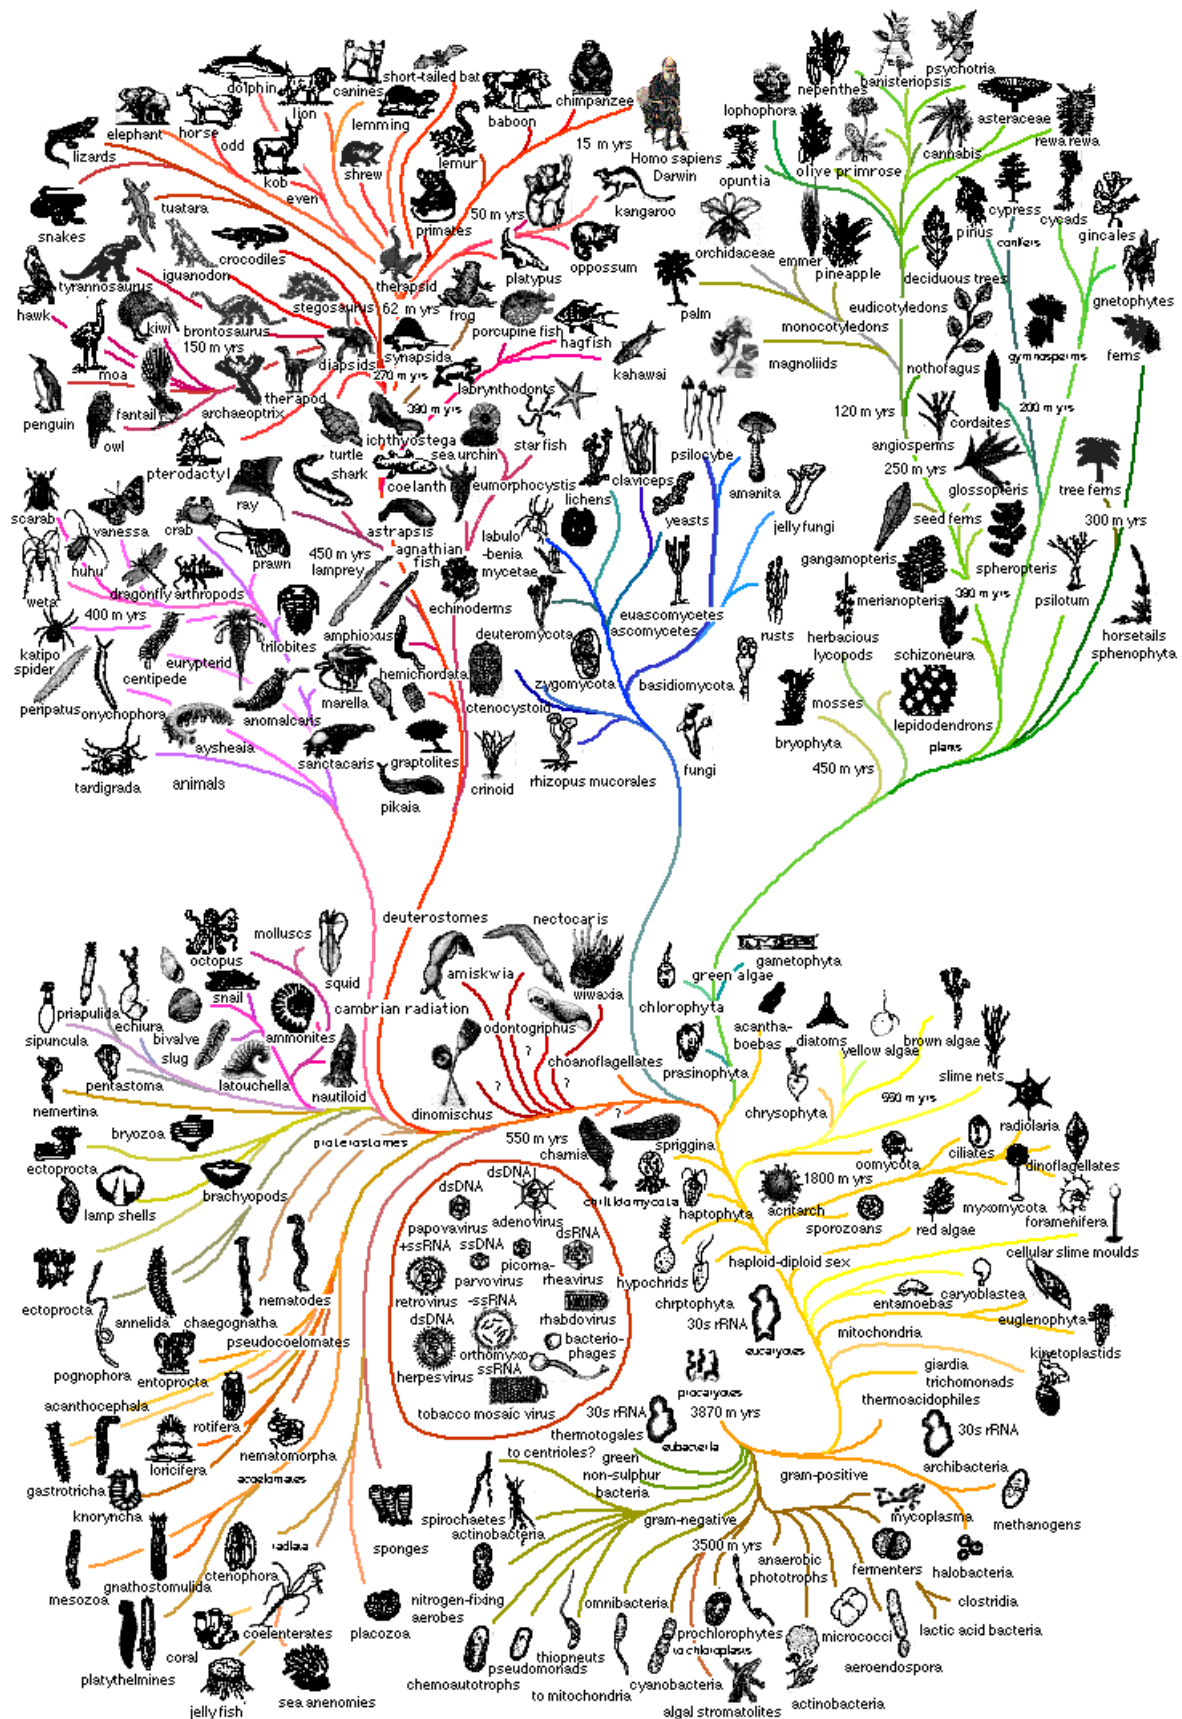 dolphin
lion
canines
short-tailed bat
chimpanzee
baboon
lemming
elephant
horse
odd
lizards
kob
even
shrew
lemur
15 m yrs
Homo sapiens
Darwin
snakes
tuatara
primates
50 m yrs
kangaroo
iguanodon
crocodiles
platypus
oppossum
tyrannosaurus
therapsid
hawk
kiwi
stegosaurus
62 m yrs
frog
porcupine fish
brontosaurus
150 m yrs
synapsida
hagfish
moa
diapsids
270 m yrs
labrynthodonts
kahawai
penguin
fantail
archaeoptrix
therapod
390 m yrs
owl
ichthyostega
star fish
pterodactyl
turtle
sea urchin
shark
coelanth
eumorphocystis
scarab
vanessa
crab
ray
astrapsis
450 m yrs
lamprey
agnathian
fish
huhu
prawn
weta
dragonfly
arthropods
echinoderms
400 m yrs
amphioxus
katipo
spider
centipede
eurypterid
trilobites
hemichordata
peripatus
onychophora
anomalcaris
marella
ctenocystoid
aysheaia
sanctacaris
graptolites
tardigrada
animals
pikaia
crinoid
psychotria
banisteriopsis
nepenthes
lophophora
asteraceae
cannabis
rewa rewa
opuntia
olive
primrose
cypress
pinus
conifers
cycads
gincales
orchidaceae
emmer
pineapple
deciduous trees
palm
eudicotyledons
gnetophytes
monocotyledons
gymnosperms
ferns
magnoliids
nothofagus
120 m yrs
cordaites
200 m yrs
angiosperms
psilocybe
250 m yrs
claviceps
glossopteris
tree ferns
lichens
amanita
yeasts
seed ferns
300 m yrs
labulo
-benia
mycetae
jelly fungi
gangamopteris
spheropteris
merianopteris
390 m yrs
psilotum
euascomycetes
ascomycetes
deuteromycota
rusts
herbacious
lycopods
horsetails
sphenophyta
schizoneura
zygomycota
basidiomycota
mosses
lepidodendrons
bryophyta
plants
450 m yrs
rhizopus mucorales
fungi
deuterostomes
nectocaris
molluscs
octopus
squid
amiskwia
gametophyta
green algae
priapulida
snail
cambrian radiation
wiwaxia
chlorophyta
echiura
bivalve
ammonites
odontogriphus
acantha-
boebas
diatoms
brown algae
sipuncula
slug
?
choanoflagellates
yellow algae
pentastoma
latouchella
nautiloid
prasinophyta
slime nets
nemertina
?
?
dinomischus
chrysophyta
550 m yrs
bryozoa
proterostomes
?
radiolaria
550 m yrs
charnia
spriggina
ectoprocta
oomycota
ciliates
dinoflagellates
brachyopods
dsDNA
dsDNA
chitridomycota
1800 m yrs
lamp shells
haptophyta
acritarch
myxomycota
papovavirus
adenovirus
sporozoans
foramenifera
red algae
+ssRNA
ssDNA
dsRNA
cellular slime moulds
picorna-
haploid-diploid sex
parvovirus
rheavirus
hypochrids
ectoprocta
nematodes
retrovirus
-ssRNA
entamoebas
caryoblastea
annelida
chaegognatha
dsDNA
rhabdovirus
chrptophyta
30s rRNA
euglenophyta
pseudocoelomates
bacterio-
phages
mitochondria
eucaryotes
kinetoplastids
pognophora
entoprocta
herpesvirus
orthomyxo
ssRNA
giardia
trichomonads
procaryotes
acanthocephala
tobacco mosaic virus
thermoacidophiles
rotifera
30s rRNA
3870 m yrs
nematomorpha
thermotogales
30s rRNA
to centrioles?
eubacteria
loricifera
green
non-sulphur
bacteria
archibacteria
gastrotricha
acoelomates
gram-positive
knoryncha
spirochaetes
mycoplasma
methanogens
actinobacteria
gram-negative
radiata
sponges
3500 m yrs
anaerobic
phototrophs
ctenophora
fermenters
halobacteria
mesozoa
gnathostomulida
nitrogen-fixing
aerobes
omnibacteria
clostridia
coelenterates
placozoa
prochlorophytes
micrococci
lactic acid bacteria
coral
thiopneuts
to chloroplasts
platythelmines
pseudomonads
aeroendospora
chemoautotrophs
cyanobacteria
jelly fish
sea anenomies
to mitochondria
actinobacteria
algal stromatolites